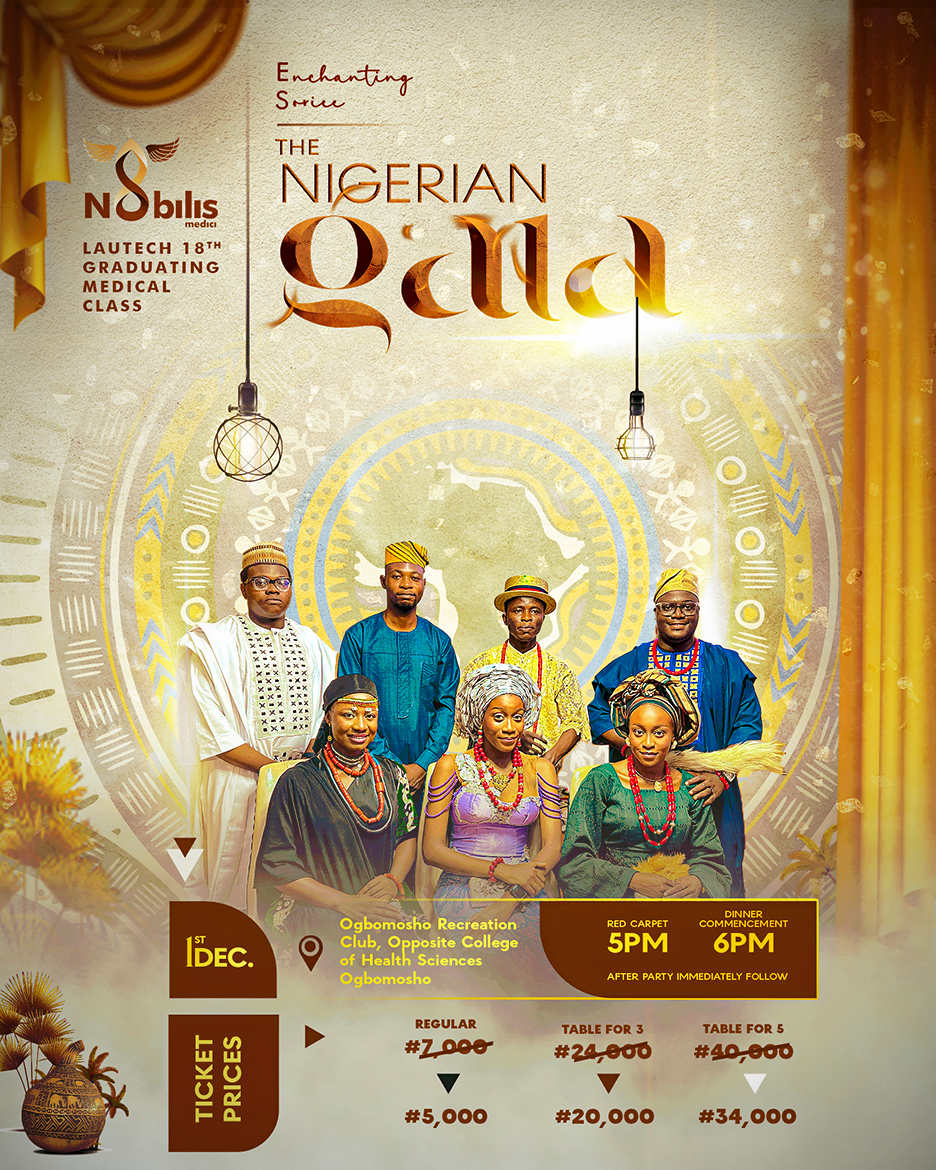 Enchanting
Soriee
THE
NIGERIAN
gala
N8bilis
medici
LAUTECH 18TH
GRADUATING
MEDICAL
CLASS
1ST
DEC.
Ogbomosho Recreation
Club, Opposite College
of Health Sciences
Ogbomosho
RED CARPET
5PM
DINNER
COMMENCEMENT
6PM
AFTER PARTY IMMEDIATELY FOLLOW
TICKET
PRICES
REGULAR
#7,000
#5,000
TABLE FOR 3
#24,000
#20,000
TABLE FOR 5
#40,000
#34,000